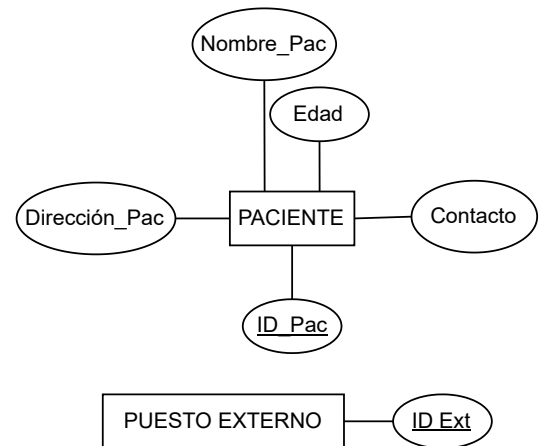 Nombre_Pac
Edad
Dirección_Pac
PACIENTE
Contacto
ID_Pac
PUESTO EXTERNO
ID Ext